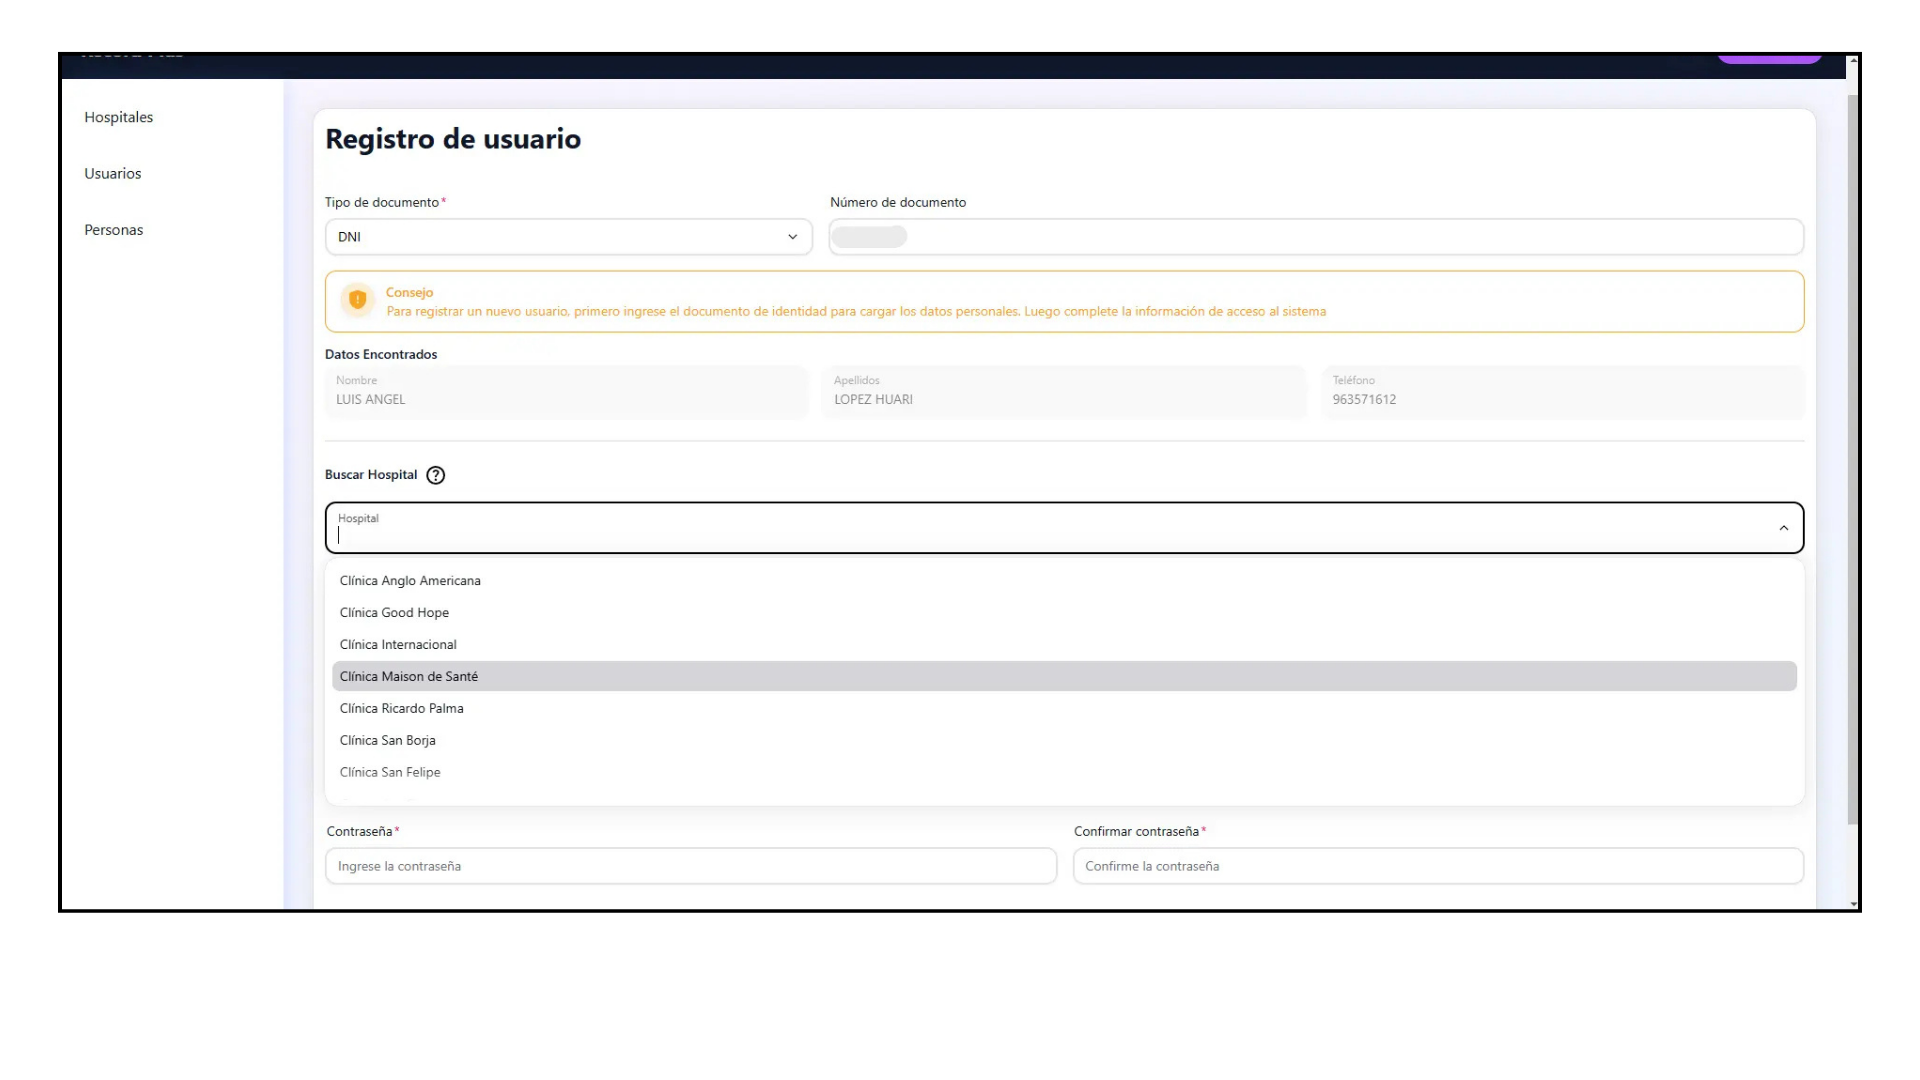 Hospitales
Usuarios
Personas
Registro de usuario
Tipo de documento*
Número de documento
DNI
Consejo
Para registrar un nuevo usuario, primero ingrese el documento de identidad para cargar los datos personales. Luego complete la información de acceso al sistema
Datos Encontrados
Nombre
LUIS ANGEL
Apellidos
LOPEZ HUARI
Teléfono
963571612
Buscar Hospital
Hospital
Clínica Anglo Americana
Clínica Good Hope
Clínica Internacional
Clínica Maison de Santé
Clínica Ricardo Palma
Clínica San Borja
Clínica San Felipe
Contraseña*
Confirmar contraseña*
Ingrese la contraseña
Confirme la contraseña